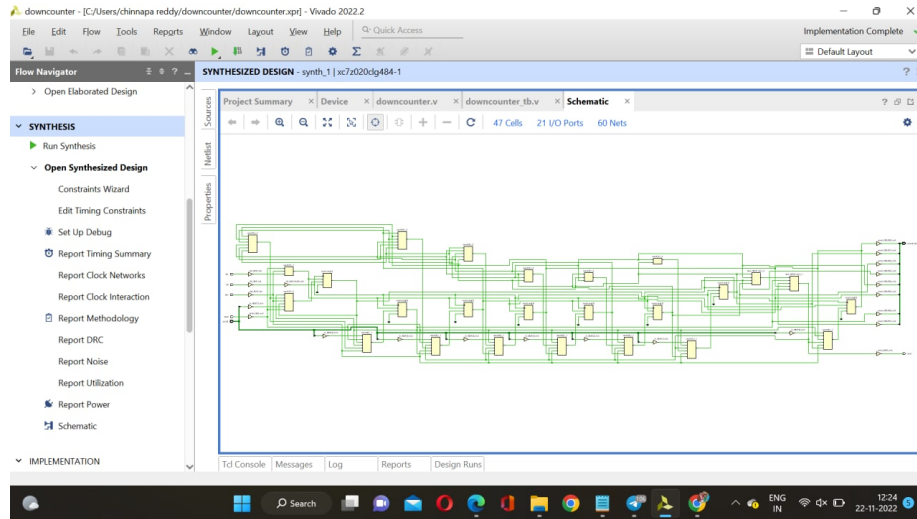 downcounter - [C:/Users/chinnapa reddy/downcounter/downcounter.xpr] - Vivado 2022.2
File Edit Flow Tools Reports Window Layout View Help Q- Quick Access Implementation Complete
Default Layout
Flow Navigator
SYNTHESIZED DESIGN - synth_1 | xc7z020clg484-1
Open Elaborated Design
SYNTHESIS
Run Synthesis
Open Synthesized Design
Constraints Wizard
Edit Timing Constraints
Set Up Debug
Report Timing Summary
Report Clock Networks
Report Clock Interaction
Report Methodology
Report DRC
Report Noise
Report Utilization
Report Power
Schematic
IMPLEMENTATION
Sources
Netlist
Properties
Project Summary Device downcounter.v downcounter_tb.v Schematic
47 Cells 21 I/O Ports 60 Nets
Tcl Console Messages Log Reports Design Runs
Search
ENG
IN
12:24
22-11-2022
5